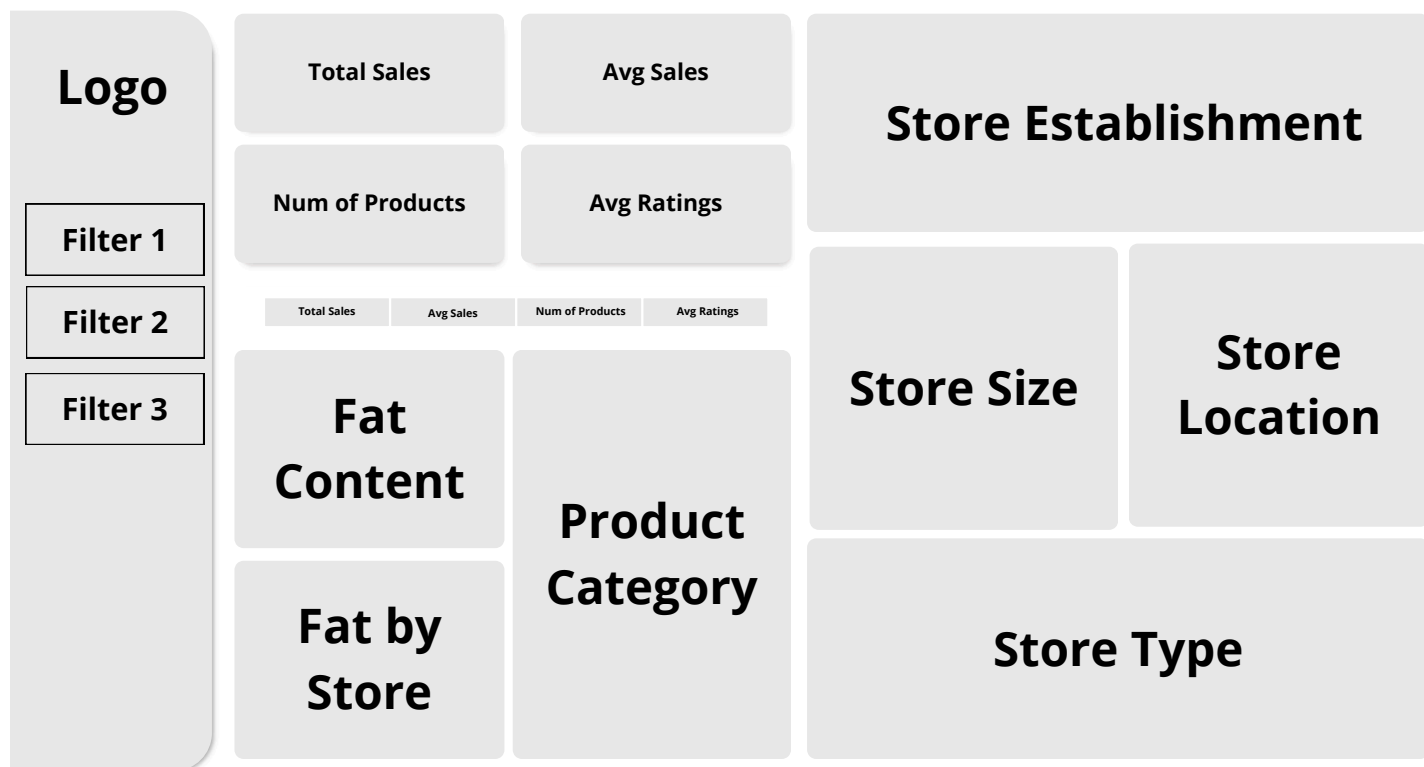 Logo
Filter 1
Filter 2
Filter 3
Total Sales
Avg Sales
Num of Products
Avg Ratings
Total Sales
Avg Sales
Num of Products
Avg Ratings
Fat
Content
Fat by
Store
Product
Category
Store Establishment
Store Size
Store
Location
Store Type